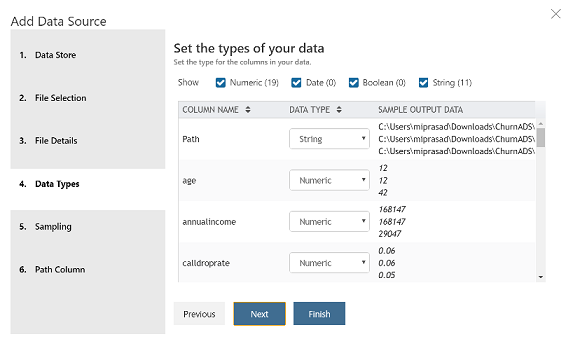 Add Data Source
1. Data Store
2. File Selection
3. File Details
4. Data Types
5. Sampling
6. Path Column
Set the types of your data
Set the type for the columns in your data.
Show Numeric (19) Date (0) Boolean (0) String (11)
COLUMN NAME DATA TYPE SAMPLE OUTPUT DATA
Path String
C:\Users\miprasad\Downloads\ChurnADS\
C:\Users\miprasad\Downloads\ChurnADS\
C:\Users\miprasad\Downloads\ChurnADS\
age Numeric
12
12
42
annualincome Numeric
168147
168147
29047
calldroprate Numeric
0.06
0.06
0.05
Previous Next Finish